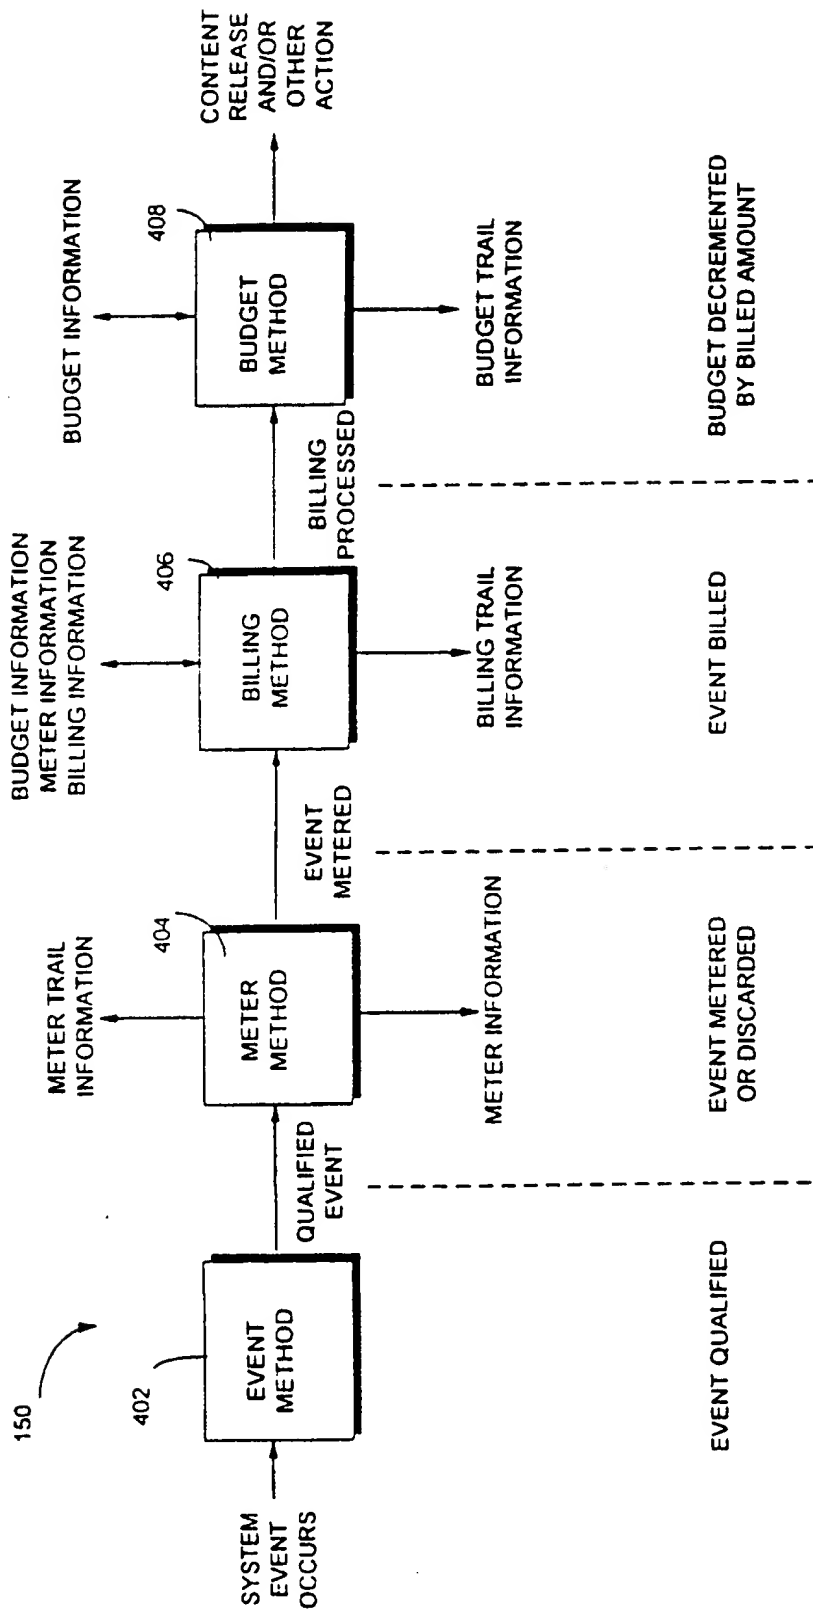 150
SYSTEM
EVENT
OCCURS
402
EVENT
METHOD
QUALIFIED
EVENT
EVENT QUALIFIED
METER TRAIL
INFORMATION
404
METER
METHOD
EVENT
METERED
METER INFORMATION
EVENT METERED
OR DISCARDED
BUDGET INFORMATION
METER INFORMATION
BILLING INFORMATION
406
BILLING
METHOD
BILLING
PROCESSED
BILLING TRAIL
INFORMATION
EVENT BILLED
BUDGET INFORMATION
408
BUDGET
METHOD
CONTENT
RELEASE
AND/OR
OTHER
ACTION
BUDGET TRAIL
INFORMATION
BUDGET DECREMENTED
BY BILLED AMOUNT